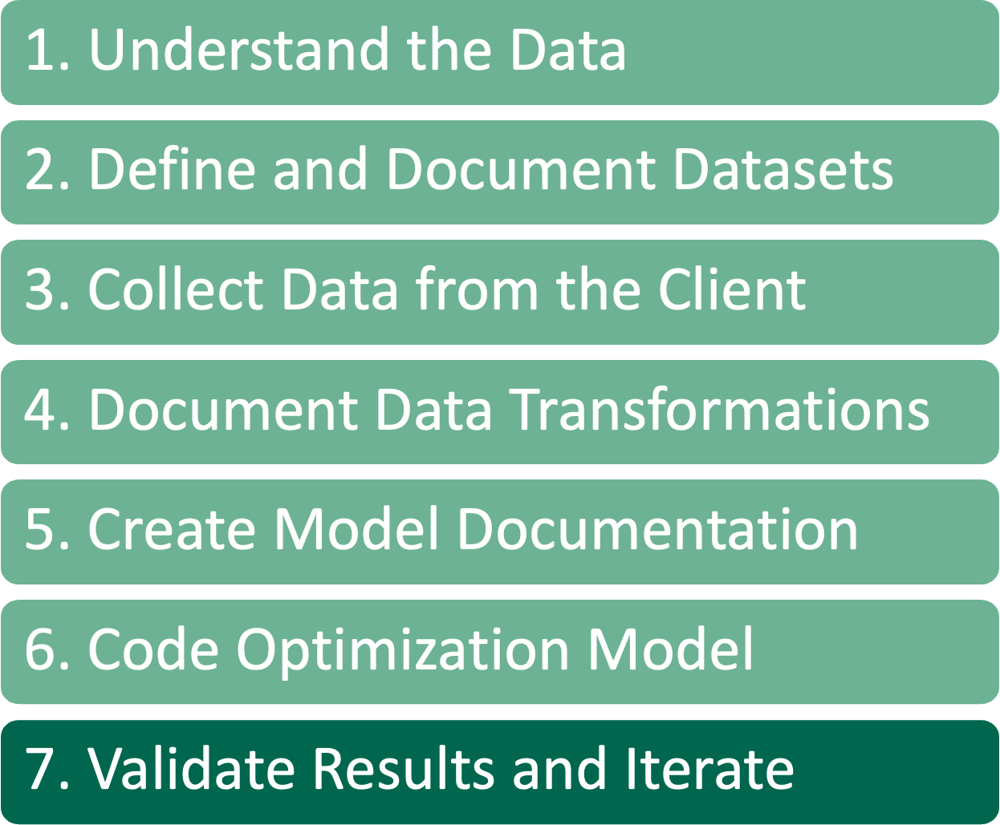 1. Understand the Data
2. Define and Document Datasets
3. Collect Data from the Client
4. Document Data Transformations
5. Create Model Documentation
6. Code Optimization Model
7. Validate Results and Iterate